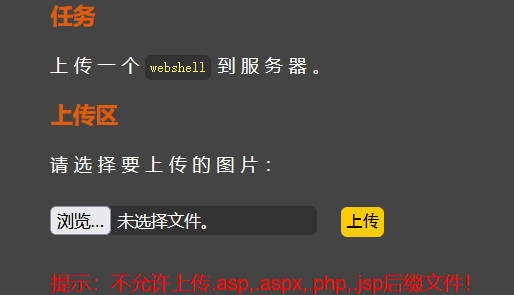 任务
上传一个 webshell 到服务器。
上传区
请选择要上传的图片：
浏览... 未选择文件。 上传
提示：不允许上传.asp,.aspx,.php,.jsp后缀文件！